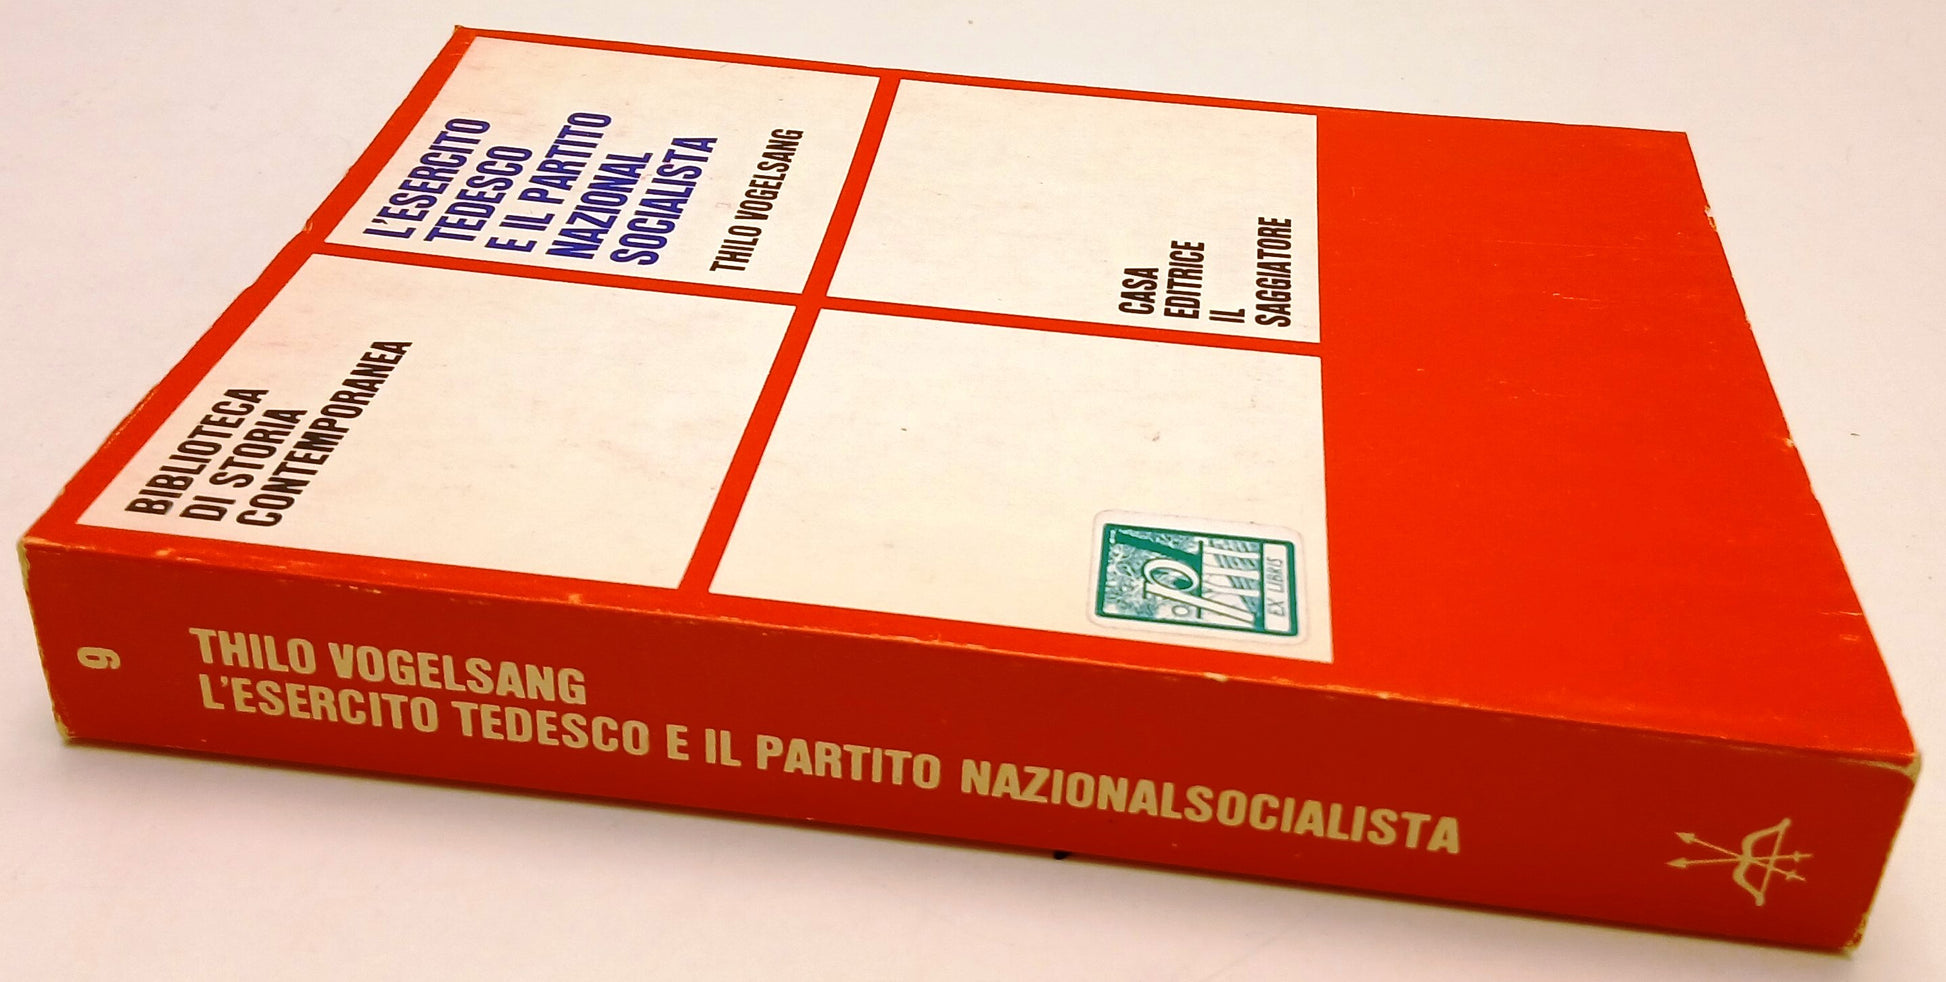 BIBLIOTECA
DI STORIA
CONTEMPORANEA
L'ESERCITO
TEDESCO
E IL PARTITO
NAZIONAL
SOCIALISTA
THILO VOGELSANG
CASA
EDITRICE
IL
SAGGIATORE
EX LIBRIS
9
THILO VOGELSANG
L'ESERCITO TEDESCO E IL PARTITO NAZIONALSOCIALISTA